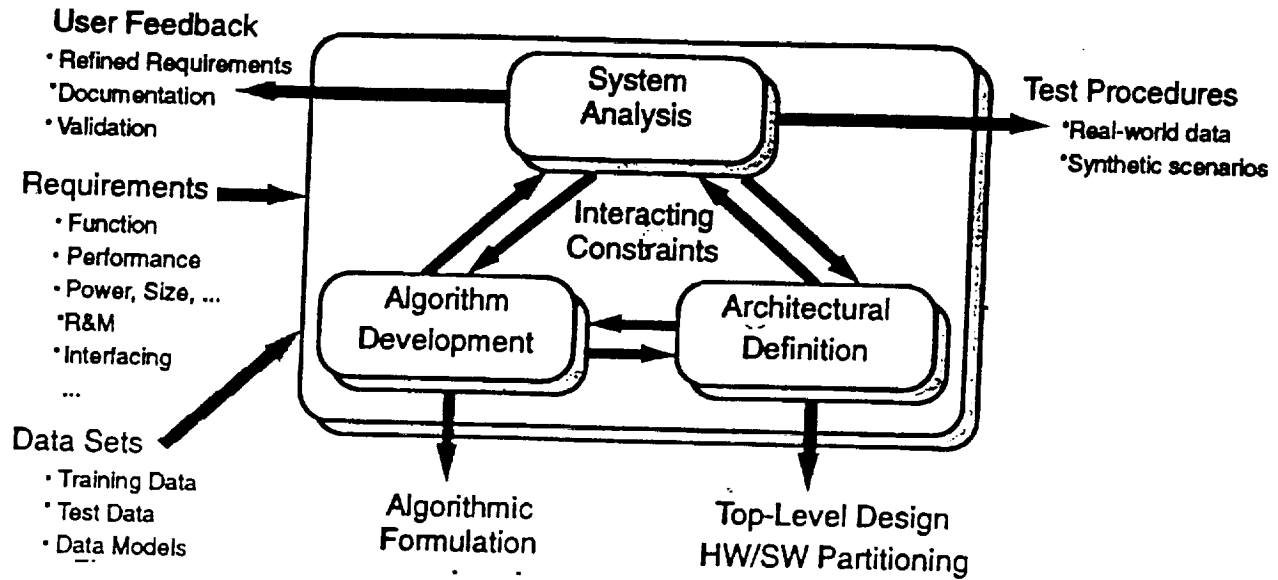 User Feedback
· Refined Requirements
·Documentation
· Validation
Requirements
· Function
· Performance
· Power, Size, ...
·R&M
·Interfacing
...
Data Sets
· Training Data
· Test Data
· Data Models
System
Analysis
Interacting
Constraints
Algorithm
Development
Architectural
Definition
Test Procedures
·Real-world data
·Synthetic scenarios
Algorithmic
Formulation
Top-Level Design
HW/SW Partitioning